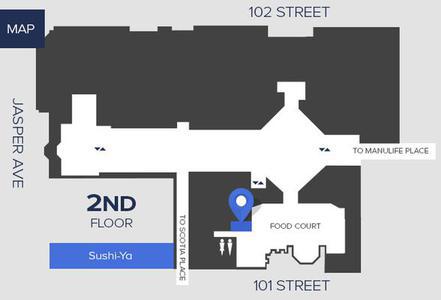 102 STREET
MAP
JASPER AVE
TO MANULIFE PLACE
2ND
FLOOR
TO SCOTIA PLACE
FOOD COURT
Sushi-Ya
101 STREET